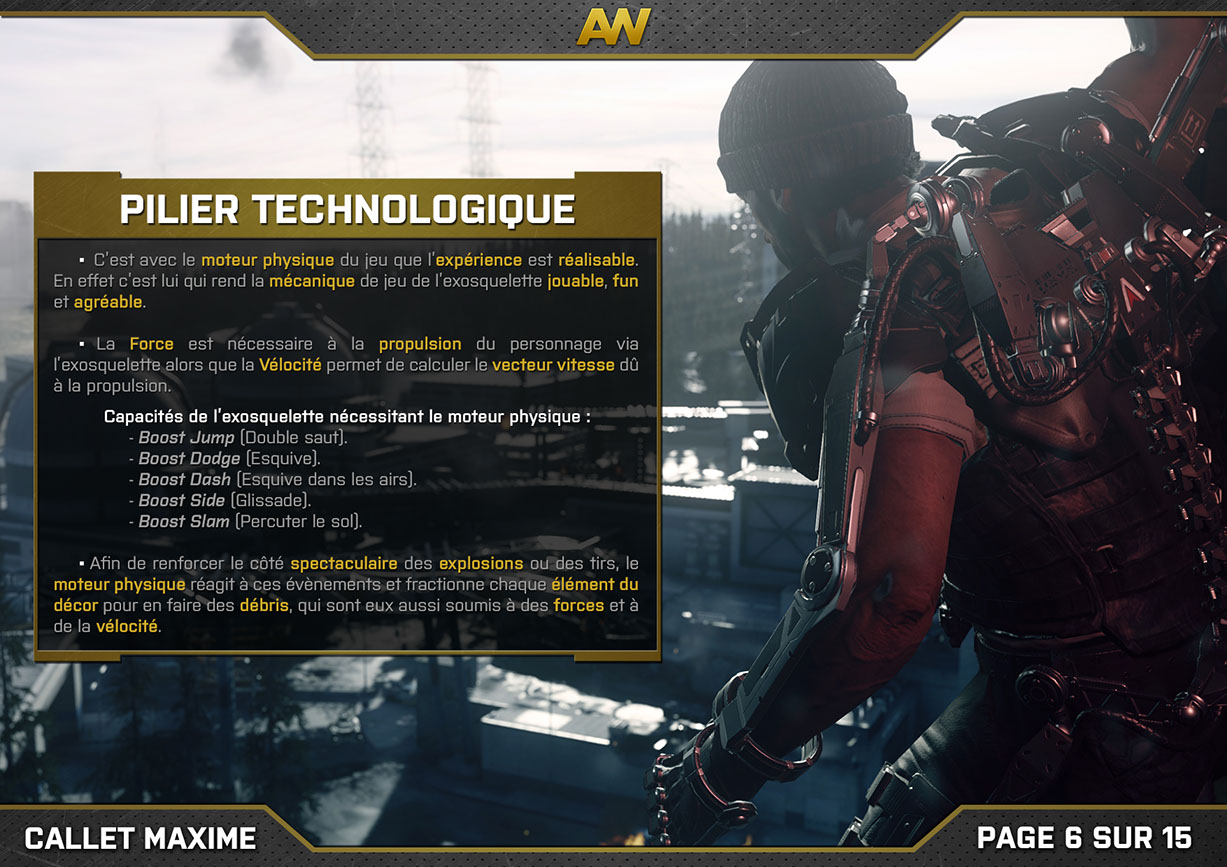 AW
PILIER TECHNOLOGIQUE
▪ C'est avec le moteur physique du jeu que l'expérience est réalisable.
En effet c'est lui qui rend la mécanique de jeu de l'exosquelette jouable, fun
et agréable.
▪ La Force est nécessaire à la propulsion du personnage via
l'exosquelette alors que la Vélocité permet de calculer le vecteur vitesse dû
à la propulsion.
Capacités de l'exosquelette nécessitant le moteur physique :
- Boost Jump (Double saut).
- Boost Dodge (Esquive).
- Boost Dash (Esquive dans les airs).
- Boost Side (Glissade).
- Boost Slam (Percuter le sol).
▪ Afin de renforcer le côté spectaculaire des explosions ou des tirs, le
moteur physique réagit à ces évènements et fractionne chaque élément du
décor pour en faire des débris, qui sont eux aussi soumis à des forces et à
de la vélocité.
CALLET MAXIME
PAGE 6 SUR 15